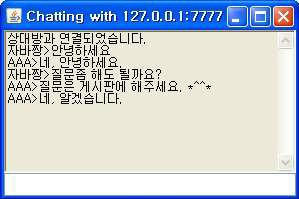 Chatting with 127.0.0.1:7777
상대방과 연결되었습니다.
자바짱>안녕하세요
AAA>네, 안녕하세요.
자바짱>질문좀 해도 될까요?
AAA>질문은 게시판에 해주세요. *^^*
AAA>네, 알겠습니다.